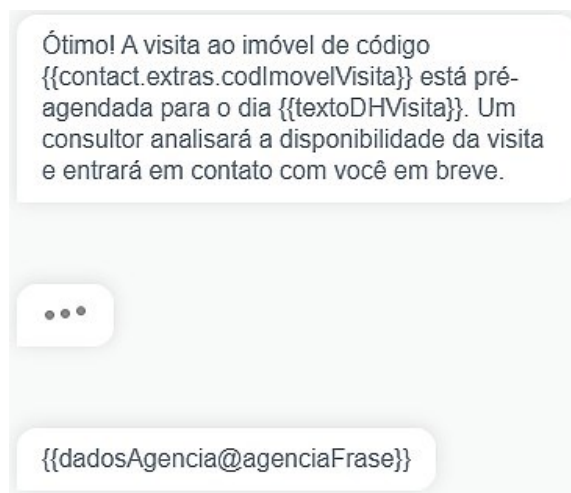 Ótimo! A visita ao imóvel de código
{{contact.extras.codImovelVisita}} está pré-
agendada para o dia {{textoDHVisita}}. Um
consultor analisará a disponibilidade da visita
e entrará em contato com você em breve.
{{dadosAgencia@agenciaFrase}}